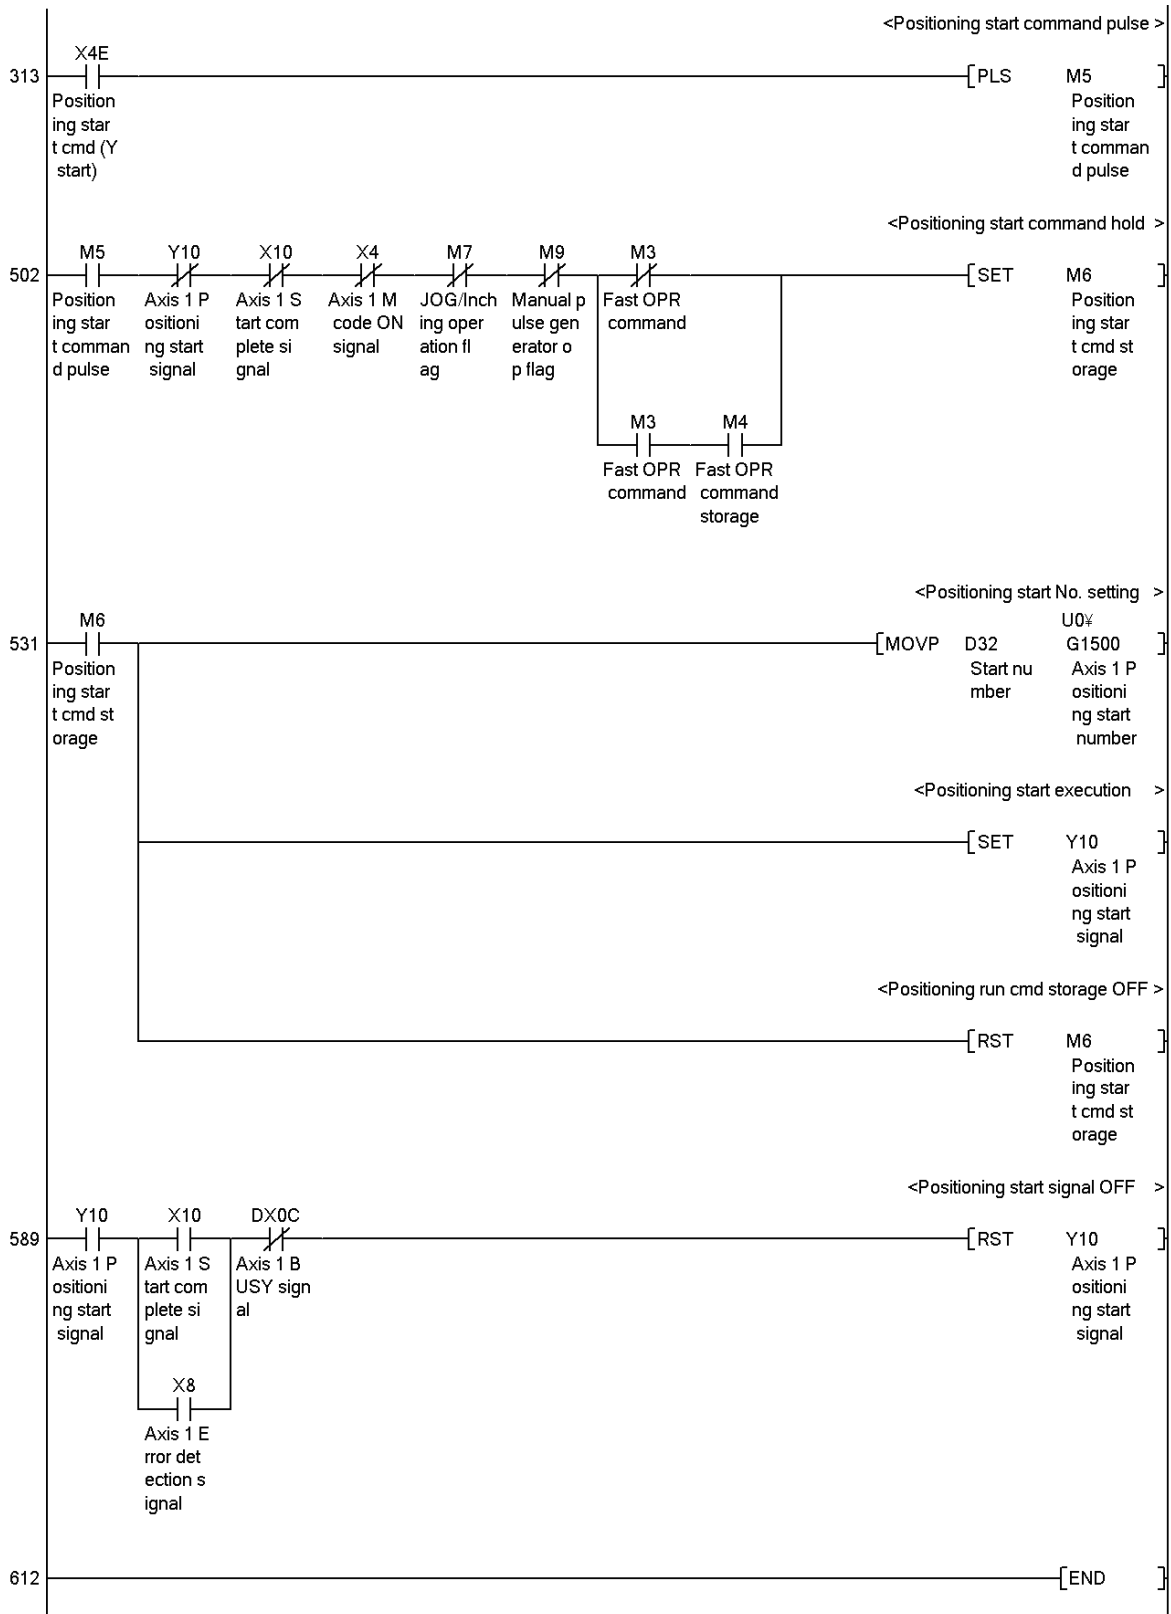 <Positioning start command pulse >
X4E
313 [PLS M5 ]
Position Position
ing star ing star
t cmd (Y t comman
start) d pulse
<Positioning start command hold >
M5 Y10 X10 X4 M7 M9 M3
502 [SET M6 ]
Position Axis 1 P Axis 1 S Axis 1 M JOG/Inch Manual p Fast OPR Position
ing star ositioni tart com code ON ing oper ulse gen command ing star
t comman ng start plete si signal ation fl erator o t cmd st
d pulse signal gnal ag p flag orage
M3 M4
Fast OPR Fast OPR
command command
storage
<Positioning start No. setting >
M6 U0¥
531 [MOVP D32 G1500 ]
Position Start nu Axis 1 P
ing star mber ositioni
t cmd st ng start
orage number
<Positioning start execution >
[SET Y10 ]
Axis 1 P
ositioni
ng start
signal
<Positioning run cmd storage OFF >
[RST M6 ]
Position
ing star
t cmd st
orage
<Positioning start signal OFF >
Y10 X10 DX0C
589 [RST Y10 ]
Axis 1 P Axis 1 S Axis 1 B Axis 1 P
ositioni tart com USY sign ositioni
ng start plete si al ng start
signal gnal signal
X8
Axis 1 E
rror det
ection s
ignal
612 [END ]